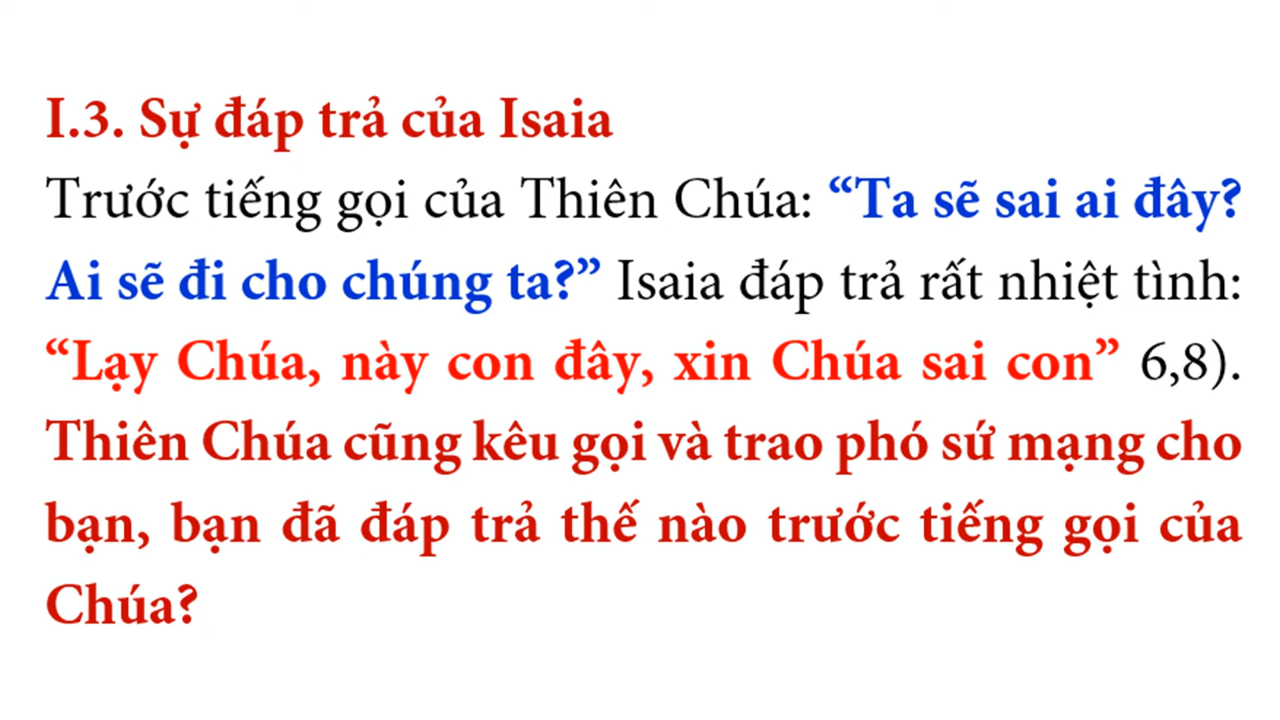 I.3. Sự đáp trả của Isaia
Trước tiếng gọi của Thiên Chúa: “Ta sẽ sai ai đây?
Ai sẽ đi cho chúng ta?” Isaia đáp trả rất nhiệt tình:
“Lạy Chúa, này con đây, xin Chúa sai con” 6,8).
Thiên Chúa cũng kêu gọi và trao phó sứ mạng cho
bạn, bạn đã đáp trả thế nào trước tiếng gọi của
Chúa?